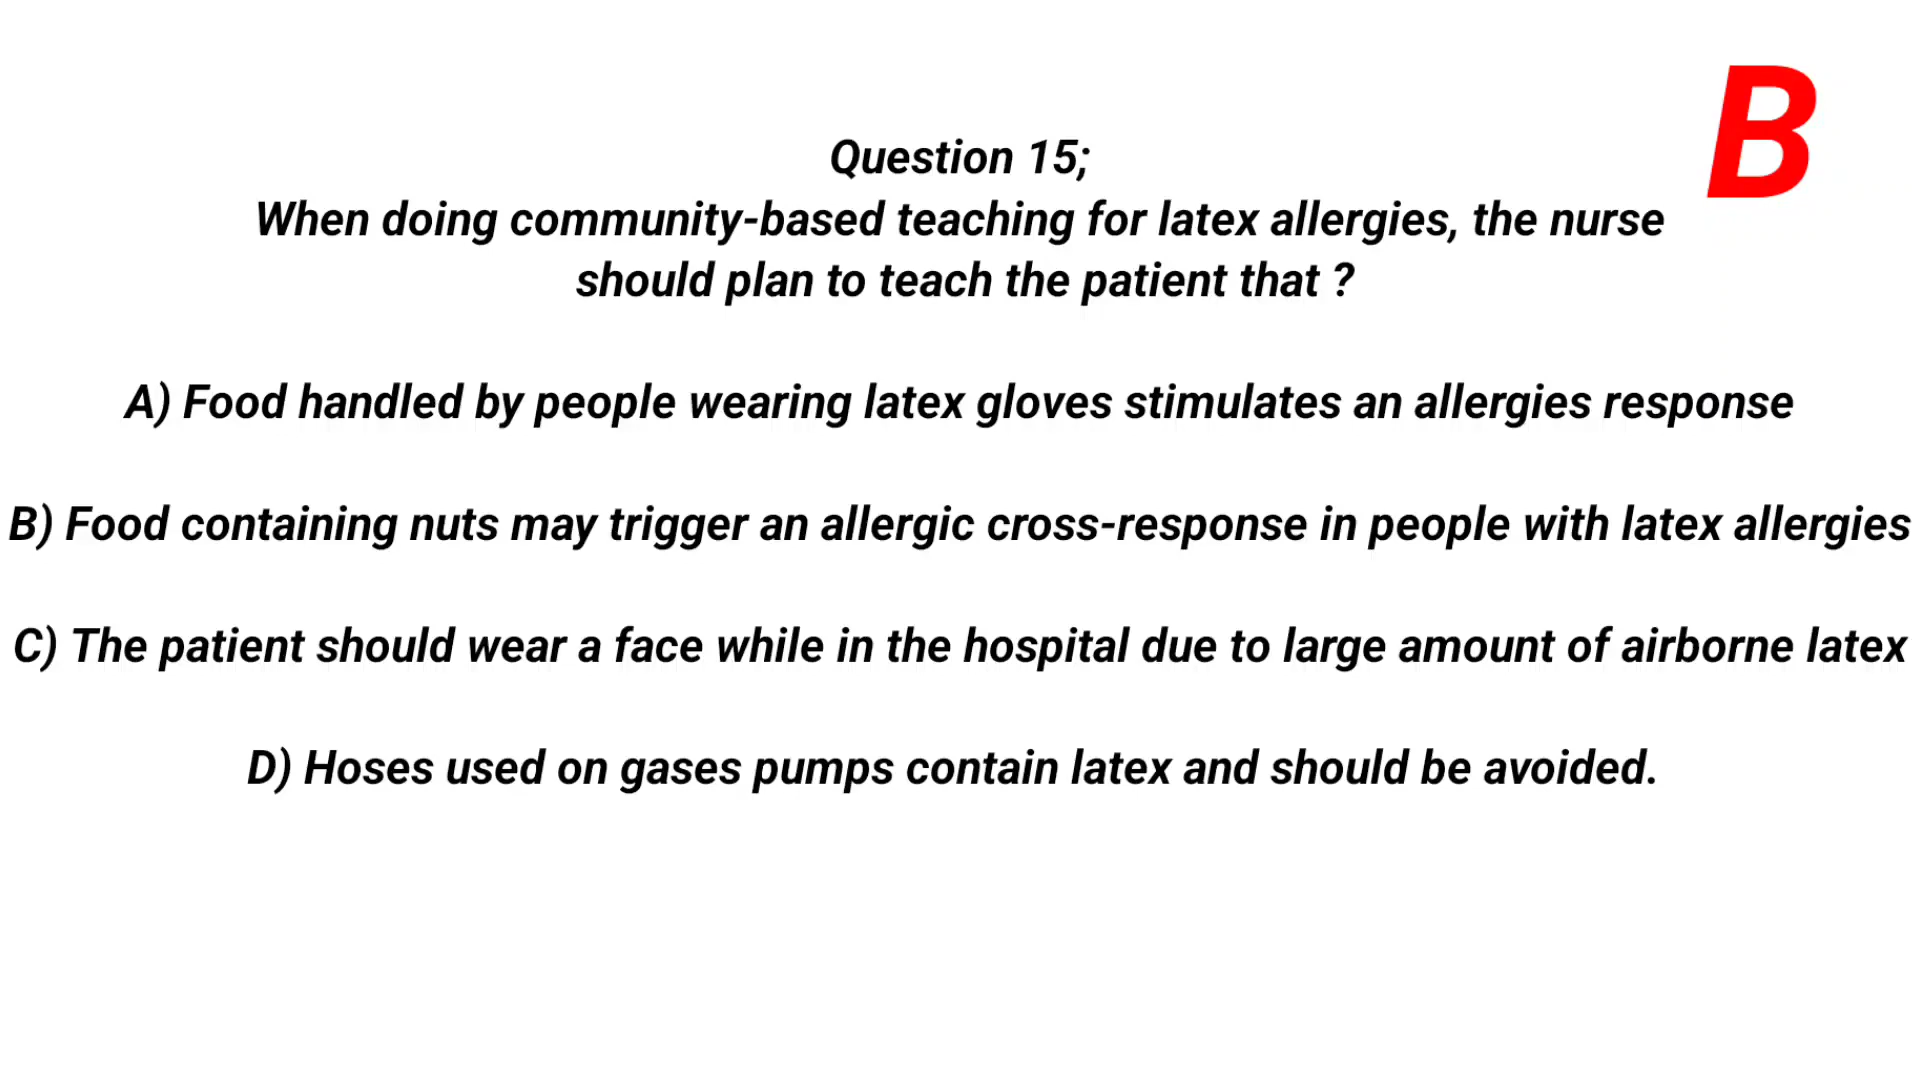 B
Question 15;
When doing community-based teaching for latex allergies, the nurse
should plan to teach the patient that ?
A) Food handled by people wearing latex gloves stimulates an allergies response
B) Food containing nuts may trigger an allergic cross-response in people with latex allergies
C) The patient should wear a face while in the hospital due to large amount of airborne latex
D) Hoses used on gases pumps contain latex and should be avoided.